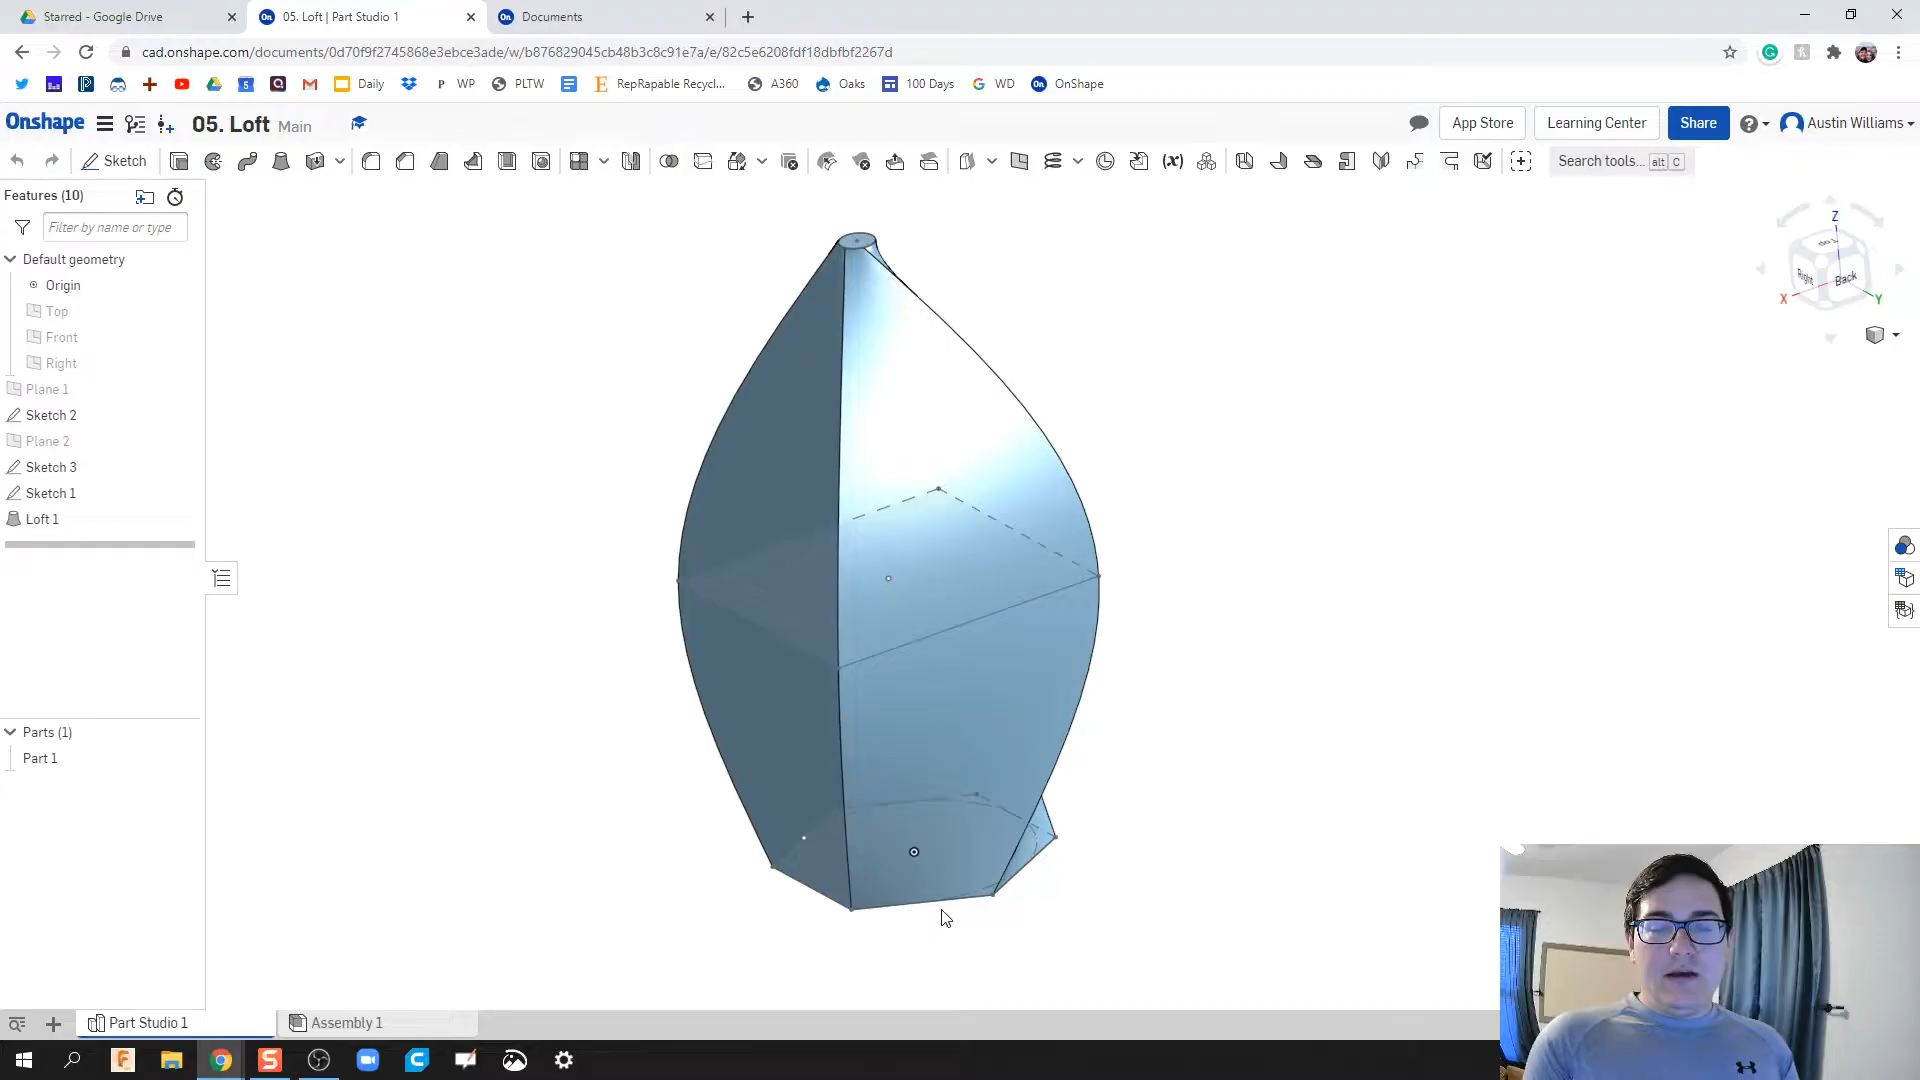 Starred - Google Drive
05. Loft | Part Studio 1
Documents
cad.onshape.com/documents/0d70f9f2745868e3ebce3ade/w/b876829045cb48b3c8c91e7a/e/82c5e6208fdf18dbfbf2267d
Daily
P WP
PLTW
RepRapable Recycl...
A360
Oaks
100 Days
WD
OnShape
Onshape
05. Loft Main
App Store
Learning Center
Share
Austin Williams
Sketch
Search tools... alt C
Features (10)
Filter by name or type
Default geometry
Origin
Top
Front
Right
Plane 1
Sketch 2
Plane 2
Sketch 3
Sketch 1
Loft 1
Parts (1)
Part 1
Z
Top
Right
Back
X
Y
Part Studio 1
Assembly 1